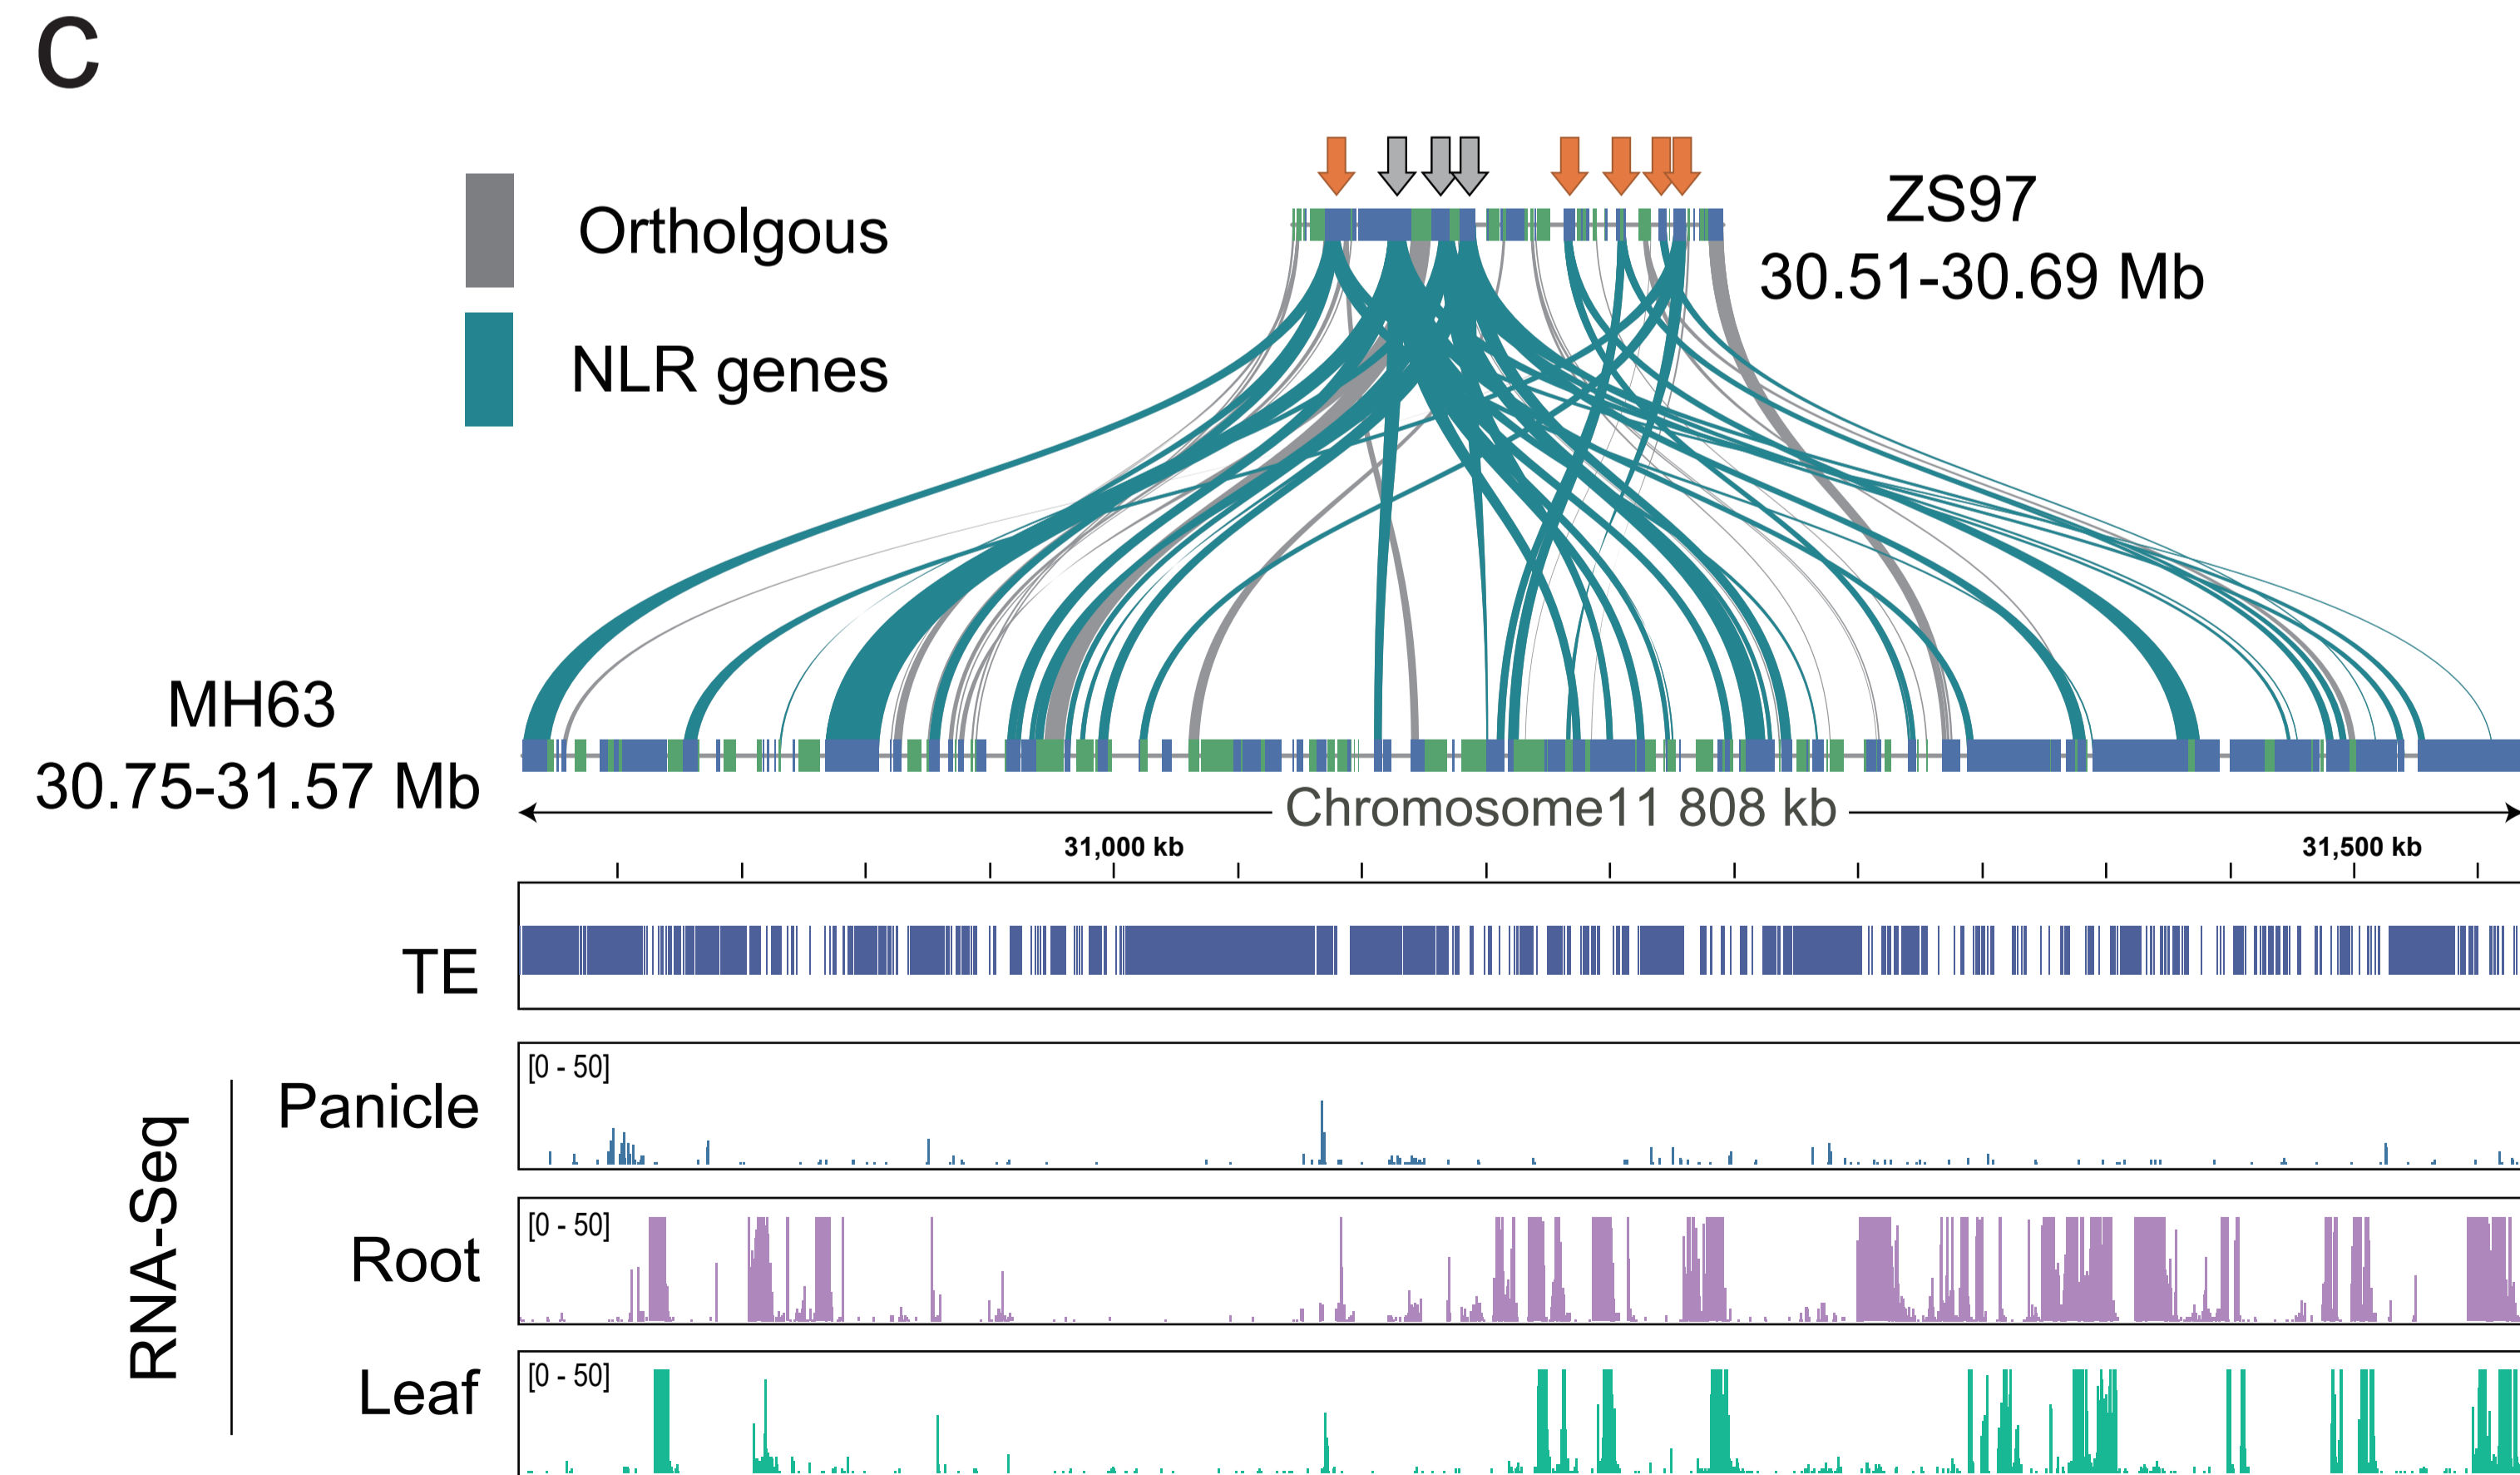 C
Ortholgous
NLR genes
ZS97
30.51-30.69 Mb
MH63
30.75-31.57 Mb
Chromosome11 808 kb
31,000 kb
31,500 kb
TE
RNA-Seq
Panicle
[0 - 50]
Root
[0 - 50]
Leaf
[0 - 50]